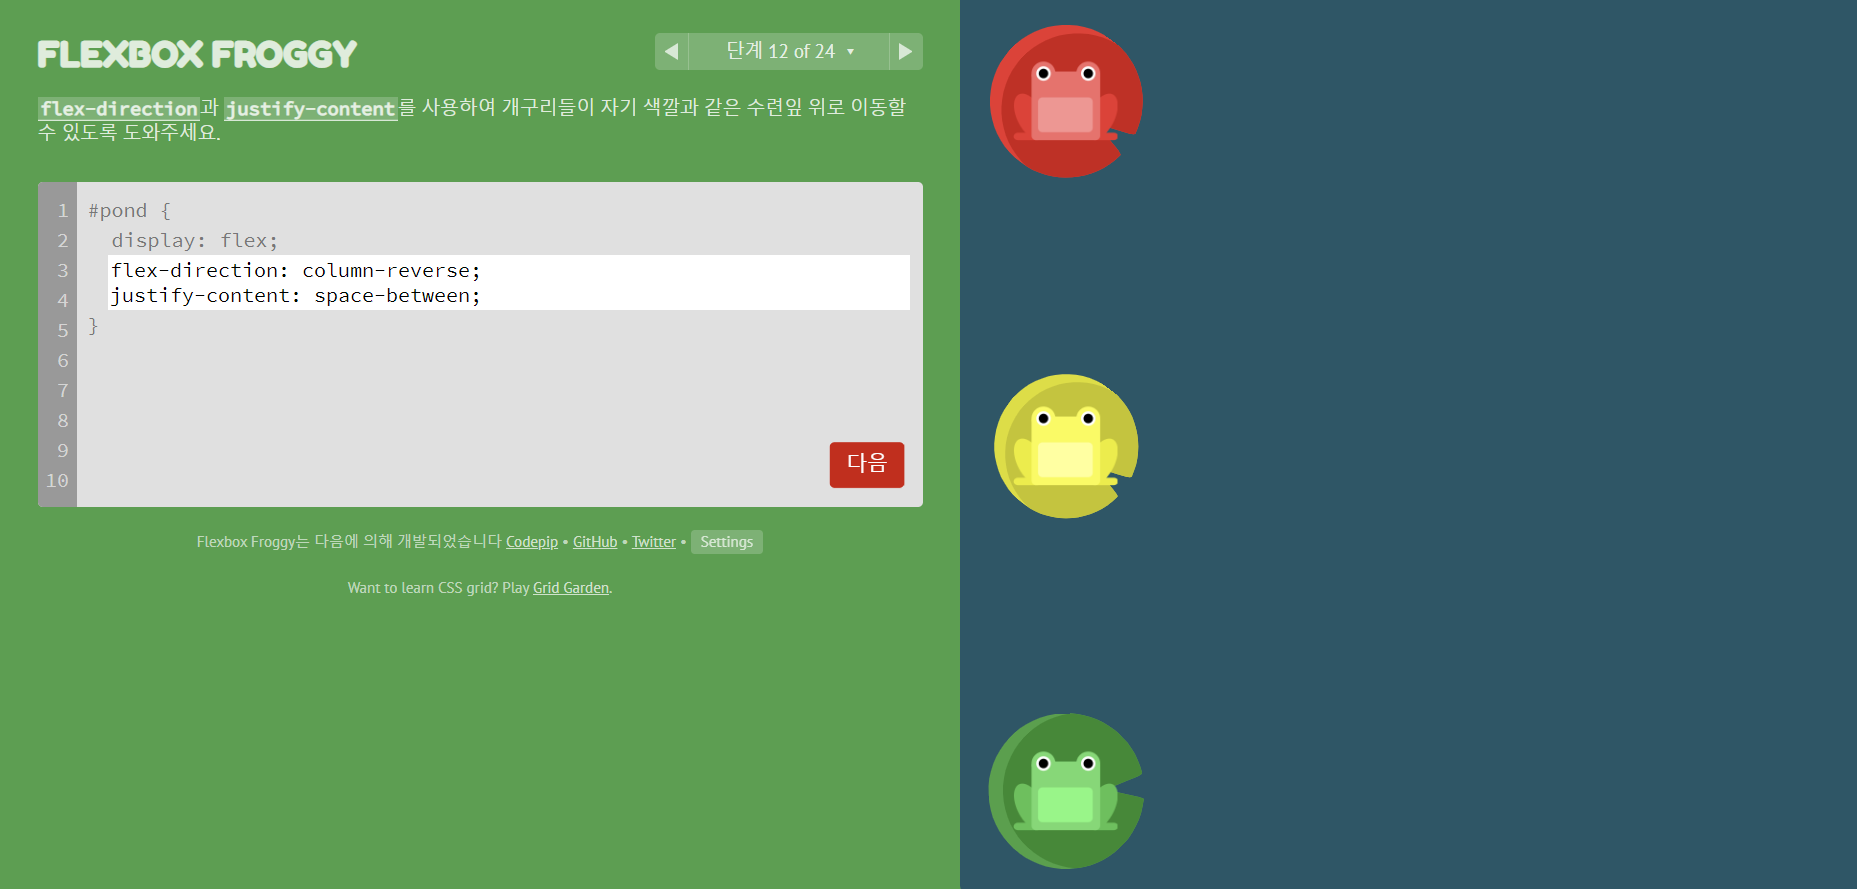 FLEXBOX FROGGY
단계 12 of 24
flex-direction과 justify-content를 사용하여 개구리들이 자기 색깔과 같은 수련잎 위로 이동할
수 있도록 도와주세요.
1 #pond {
2 display: flex;
3 flex-direction: column-reverse;
4 justify-content: space-between;
5 }
6
7
8
9
10
다음
Flexbox Froggy는 다음에 의해 개발되었습니다 Codepip • GitHub • Twitter • Settings
Want to learn CSS grid? Play Grid Garden.